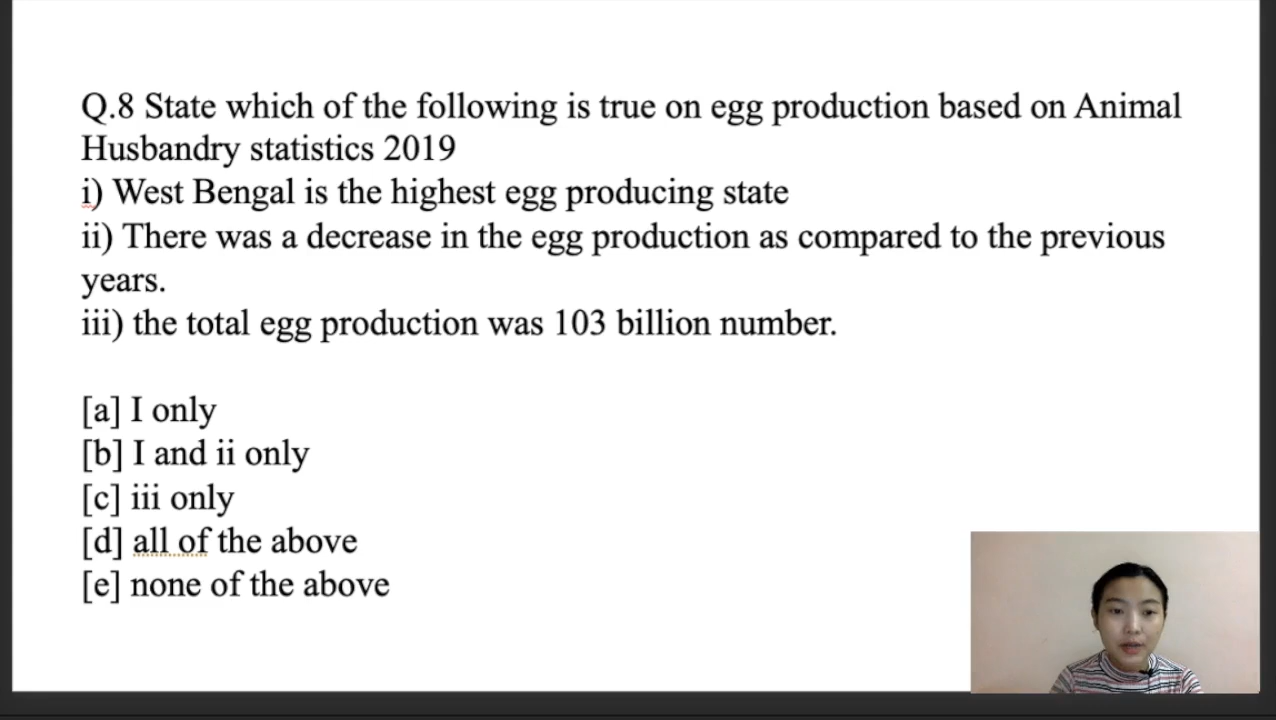 Q.8 State which of the following is true on egg production based on Animal
Husbandry statistics 2019
i) West Bengal is the highest egg producing state
ii) There was a decrease in the egg production as compared to the previous
years.
iii) the total egg production was 103 billion number.
[a] I only
[b] I and ii only
[c] iii only
[d] all of the above
[e] none of the above